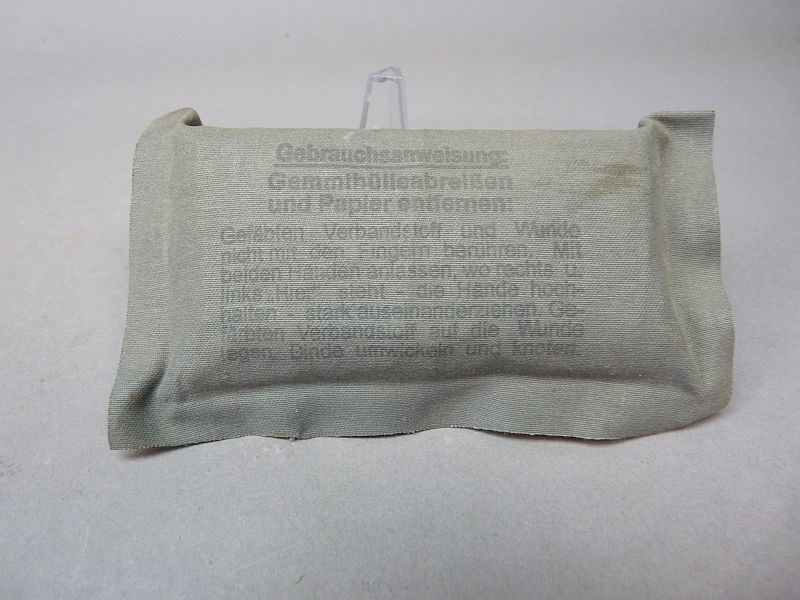 Gebrauchsanweisung:
Gummihülle abreißen
und Papier entfernen:
Gefärbten Verbandstoff und Wunde
nicht mit den Fingern berühren. Mit
beiden Händen anfassen, wo rechts u.
links „Hier" steht - die Hände hoch-
halten - stark auseinanderziehen. Ge-
färbten Verbandstoff auf die Wunde
legen, Binde umwickeln und knoten.